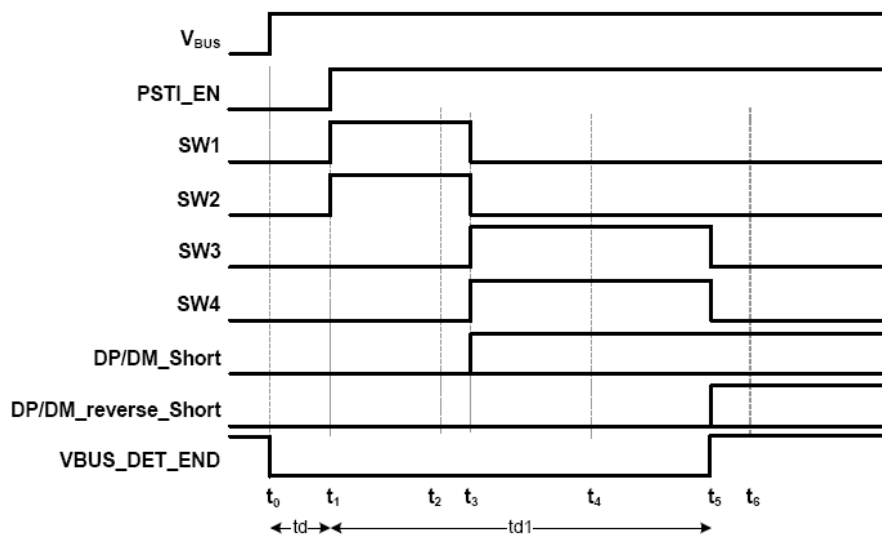 V_BUS
PSTI_EN
SW1
SW2
SW3
SW4
DP/DM_Short
DP/DM_reverse_Short
VBUS_DET_END
t₀ t₁ t₂ t₃ t₄ t₅ t₆
td td1